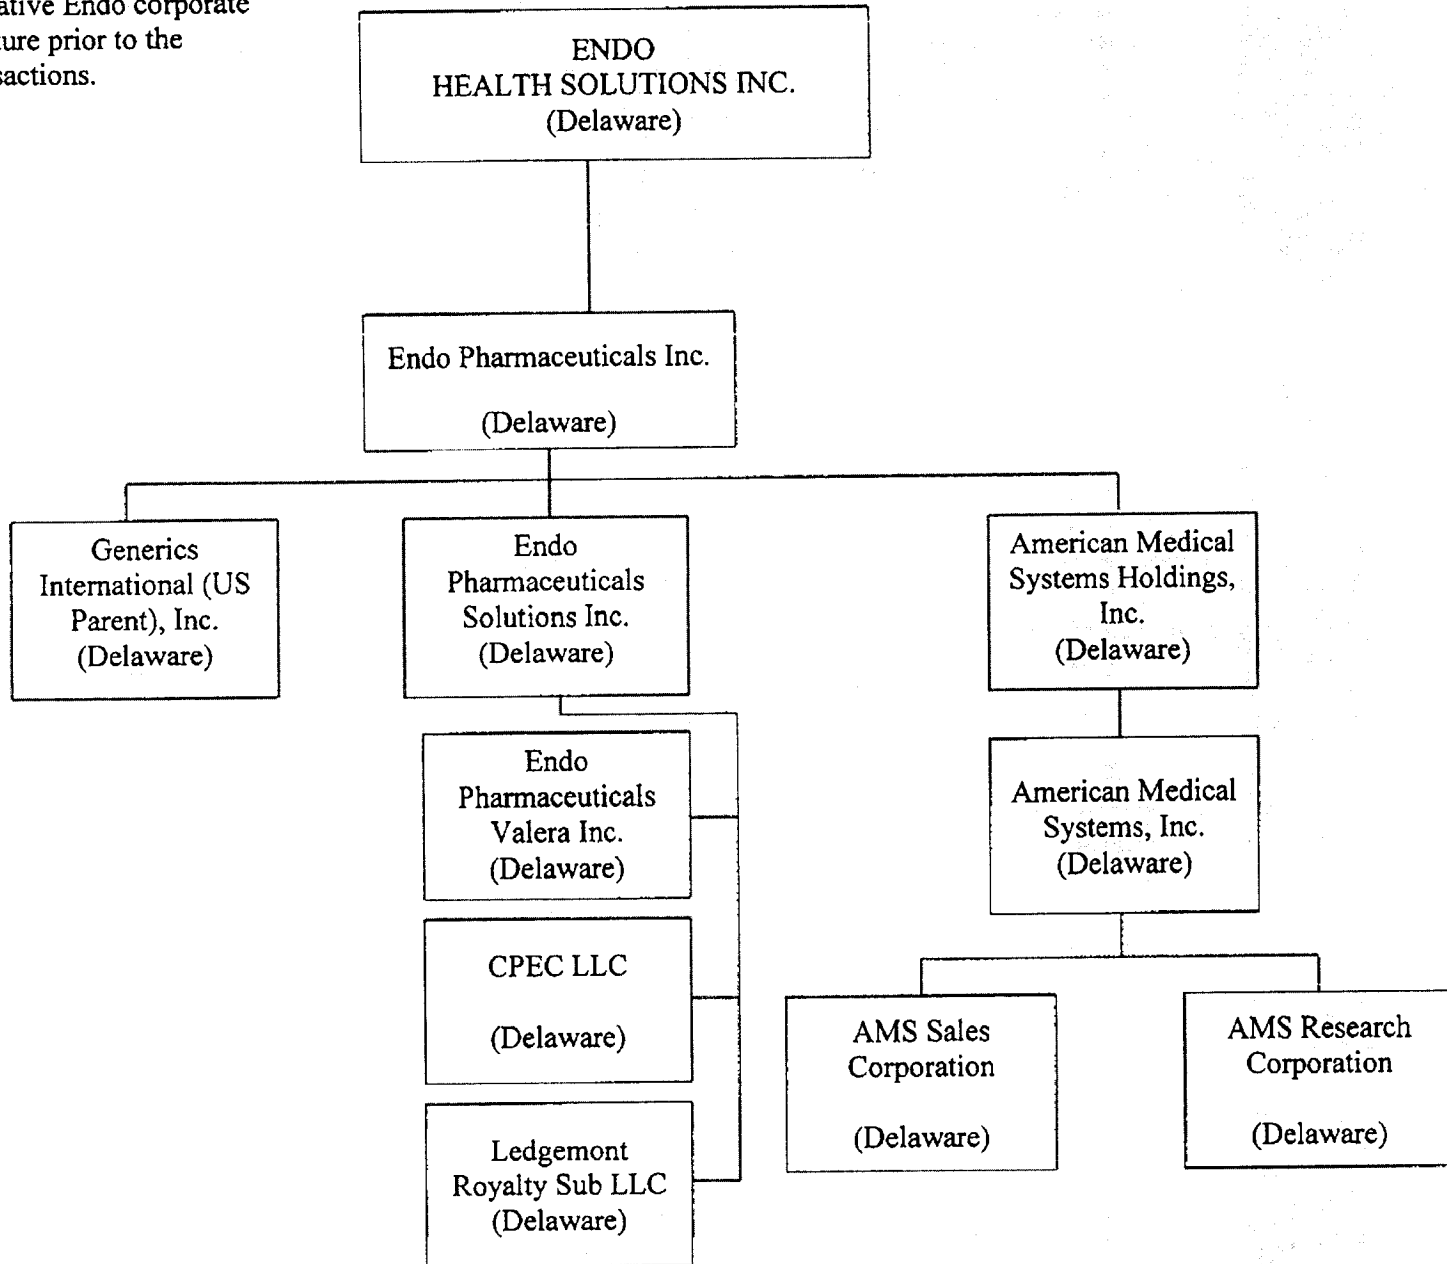 ative Endo corporate
ure prior to the
sactions.
ENDO
HEALTH SOLUTIONS INC.
(Delaware)
Endo Pharmaceuticals Inc.
(Delaware)
Generics
International (US
Parent), Inc.
(Delaware)
Endo
Pharmaceuticals
Solutions Inc.
(Delaware)
American Medical
Systems Holdings,
Inc.
(Delaware)
Endo
Pharmaceuticals
Valera Inc.
(Delaware)
American Medical
Systems, Inc.
(Delaware)
CPEC LLC
(Delaware)
AMS Sales
Corporation
(Delaware)
AMS Research
Corporation
(Delaware)
Ledgemont
Royalty Sub LLC
(Delaware)